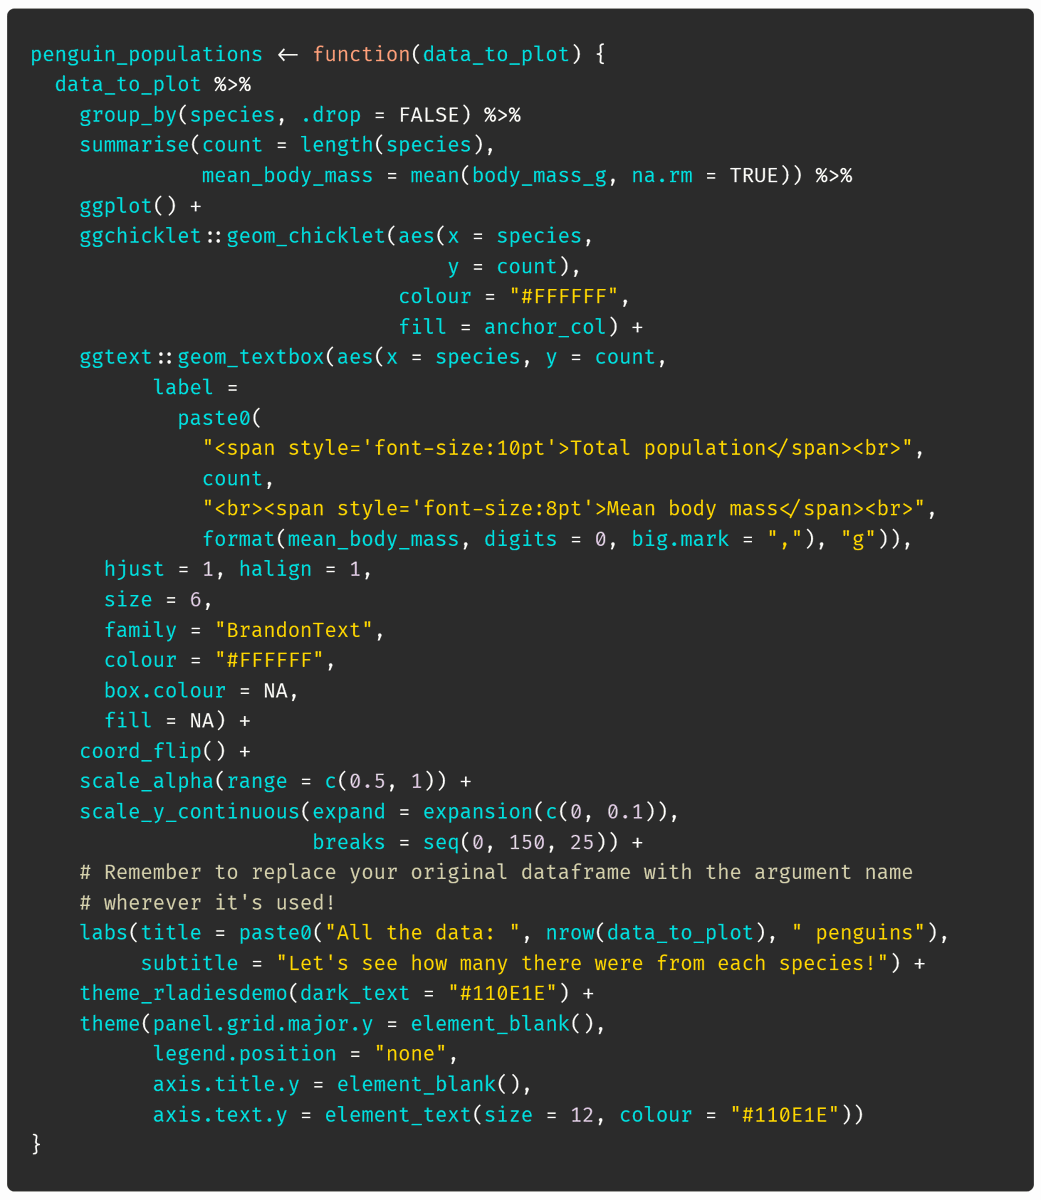 penguin_populations <- function(data_to_plot) {
  data_to_plot %>%
    group_by(species, .drop = FALSE) %>%
    summarise(count = length(species),
              mean_body_mass = mean(body_mass_g, na.rm = TRUE)) %>%
    ggplot() +
    ggchicklet::geom_chicklet(aes(x = species,
                                  y = count),
                              colour = "#FFFFFF",
                              fill = anchor_col) +
    ggtext::geom_textbox(aes(x = species, y = count,
          label =
            paste0(
              "<span style='font-size:10pt'>Total population</span><br>",
              count,
              "<br><span style='font-size:8pt'>Mean body mass</span><br>",
              format(mean_body_mass, digits = 0, big.mark = ","), "g")),
      hjust = 1, halign = 1,
      size = 6,
      family = "BrandonText",
      colour = "#FFFFFF",
      box.colour = NA,
      fill = NA) +
    coord_flip() +
    scale_alpha(range = c(0.5, 1)) +
    scale_y_continuous(expand = expansion(c(0, 0.1)),
                       breaks = seq(0, 150, 25)) +
    # Remember to replace your original dataframe with the argument name
    # wherever it's used!
    labs(title = paste0("All the data: ", nrow(data_to_plot), " penguins"),
         subtitle = "Let's see how many there were from each species!") +
    theme_rladiesdemo(dark_text = "#110E1E") +
    theme(panel.grid.major.y = element_blank(),
          legend.position = "none",
          axis.title.y = element_blank(),
          axis.text.y = element_text(size = 12, colour = "#110E1E"))
}